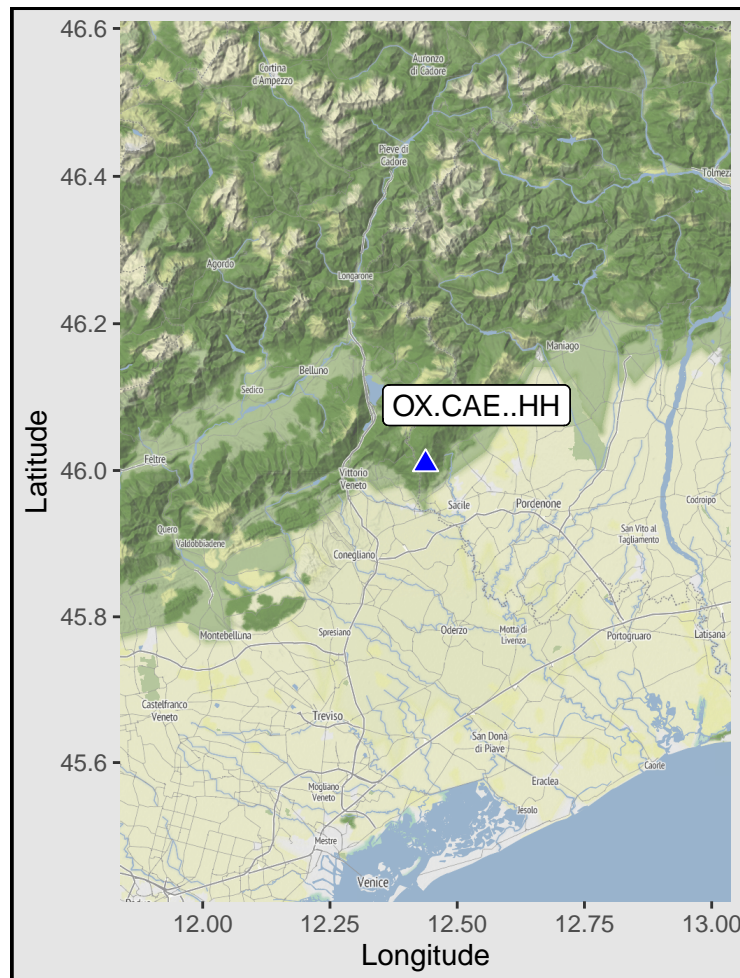 46.6
46.4
46.2
46.0
45.8
45.6
Latitude
Cortina
d'Ampezzo
Auronzo
di Cadore
Pieve di
Cadore
Tolmezz
Agordo
Longarone
Maniago
Belluno
Sedico
OX.CAE..HH
Feltre
Vittorio
Veneto
Sacile
Pordenone
Codroipo
Quero
Valdobbiadene
San Vito al
Tagliamento
Conegliano
Montebelluna
Spresiano
Oderzo
Motta di
Livenza
Portogruaro
Latisana
Castelfranco
Veneto
Treviso
San Donà
di Piave
Caorle
Mogliano
Veneto
Eraclea
Jesolo
Mestre
Venice
12.00
12.25
12.50
12.75
13.00
Longitude